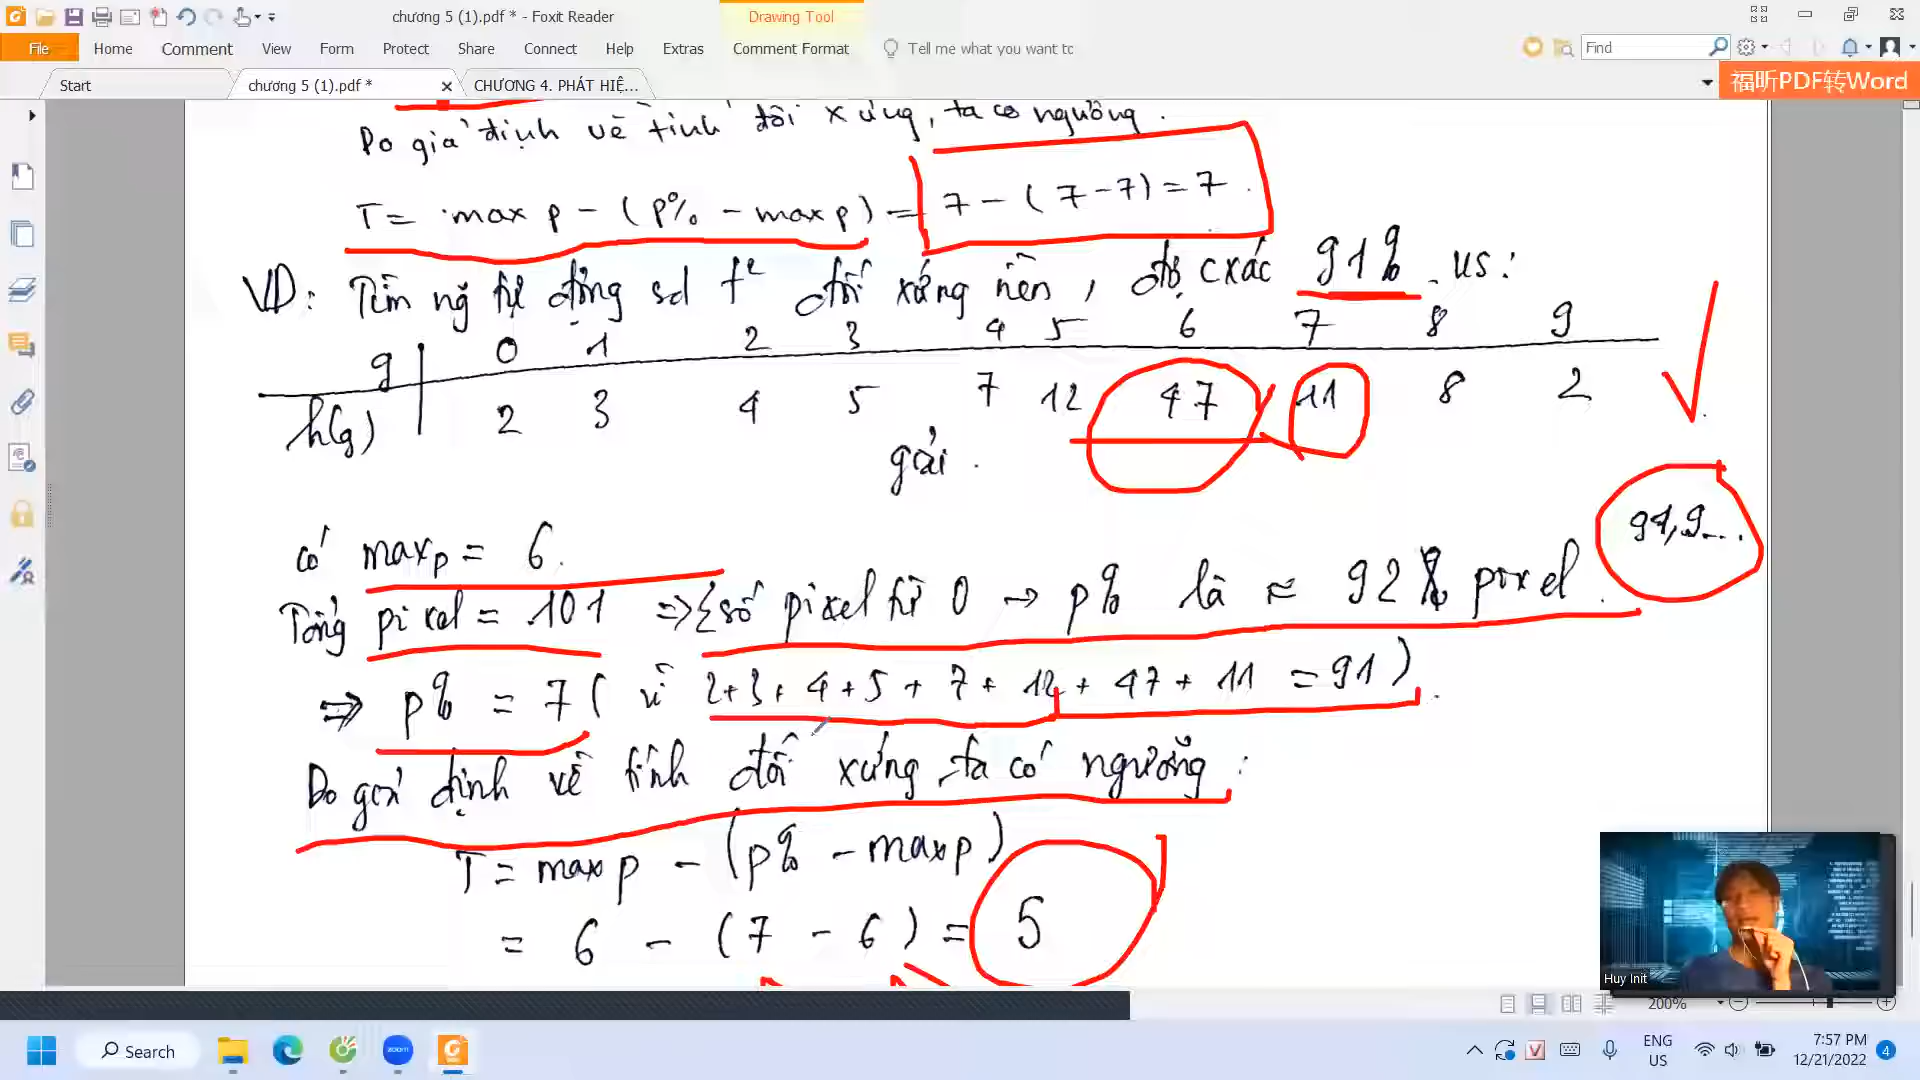 chương 5 (1).pdf * - Foxit Reader
Drawing Tool
File Home Comment View Form Protect Share Connect Help Extras Comment Format Tell me what you want to Find
Start chương 5 (1).pdf * CHƯƠNG 4. PHÁT HIỆ... 福昕PDF转Word
Do giả định về tính đối xứng, ta có ngưỡng.
T = max p - (p% - max p) = 7 - (7 - 7) = 7.
VD: Tìm ng tự động sd t² đối xứng nền, độ cxác 91%. us:
g 0 1 2 3 4 5 6 7 8 9
h(g) 2 3 4 5 7 12 47 11 8 2
giải.
91,9...
có maxp = 6.
Tổng pixel = 101 => { số pixel từ 0 -> p% là ≈ 92 pixel.
=> p% = 7 ( vì 2+3+4+5+7+12+47+11 = 91).
Do giả định về tính đối xứng, ta có ngưỡng:
T = max p - (p% - max p)
= 6 - (7 - 6) = 5
Huy Init
200%
Search
zoom
ENG
US
7:57 PM
12/21/2022
4